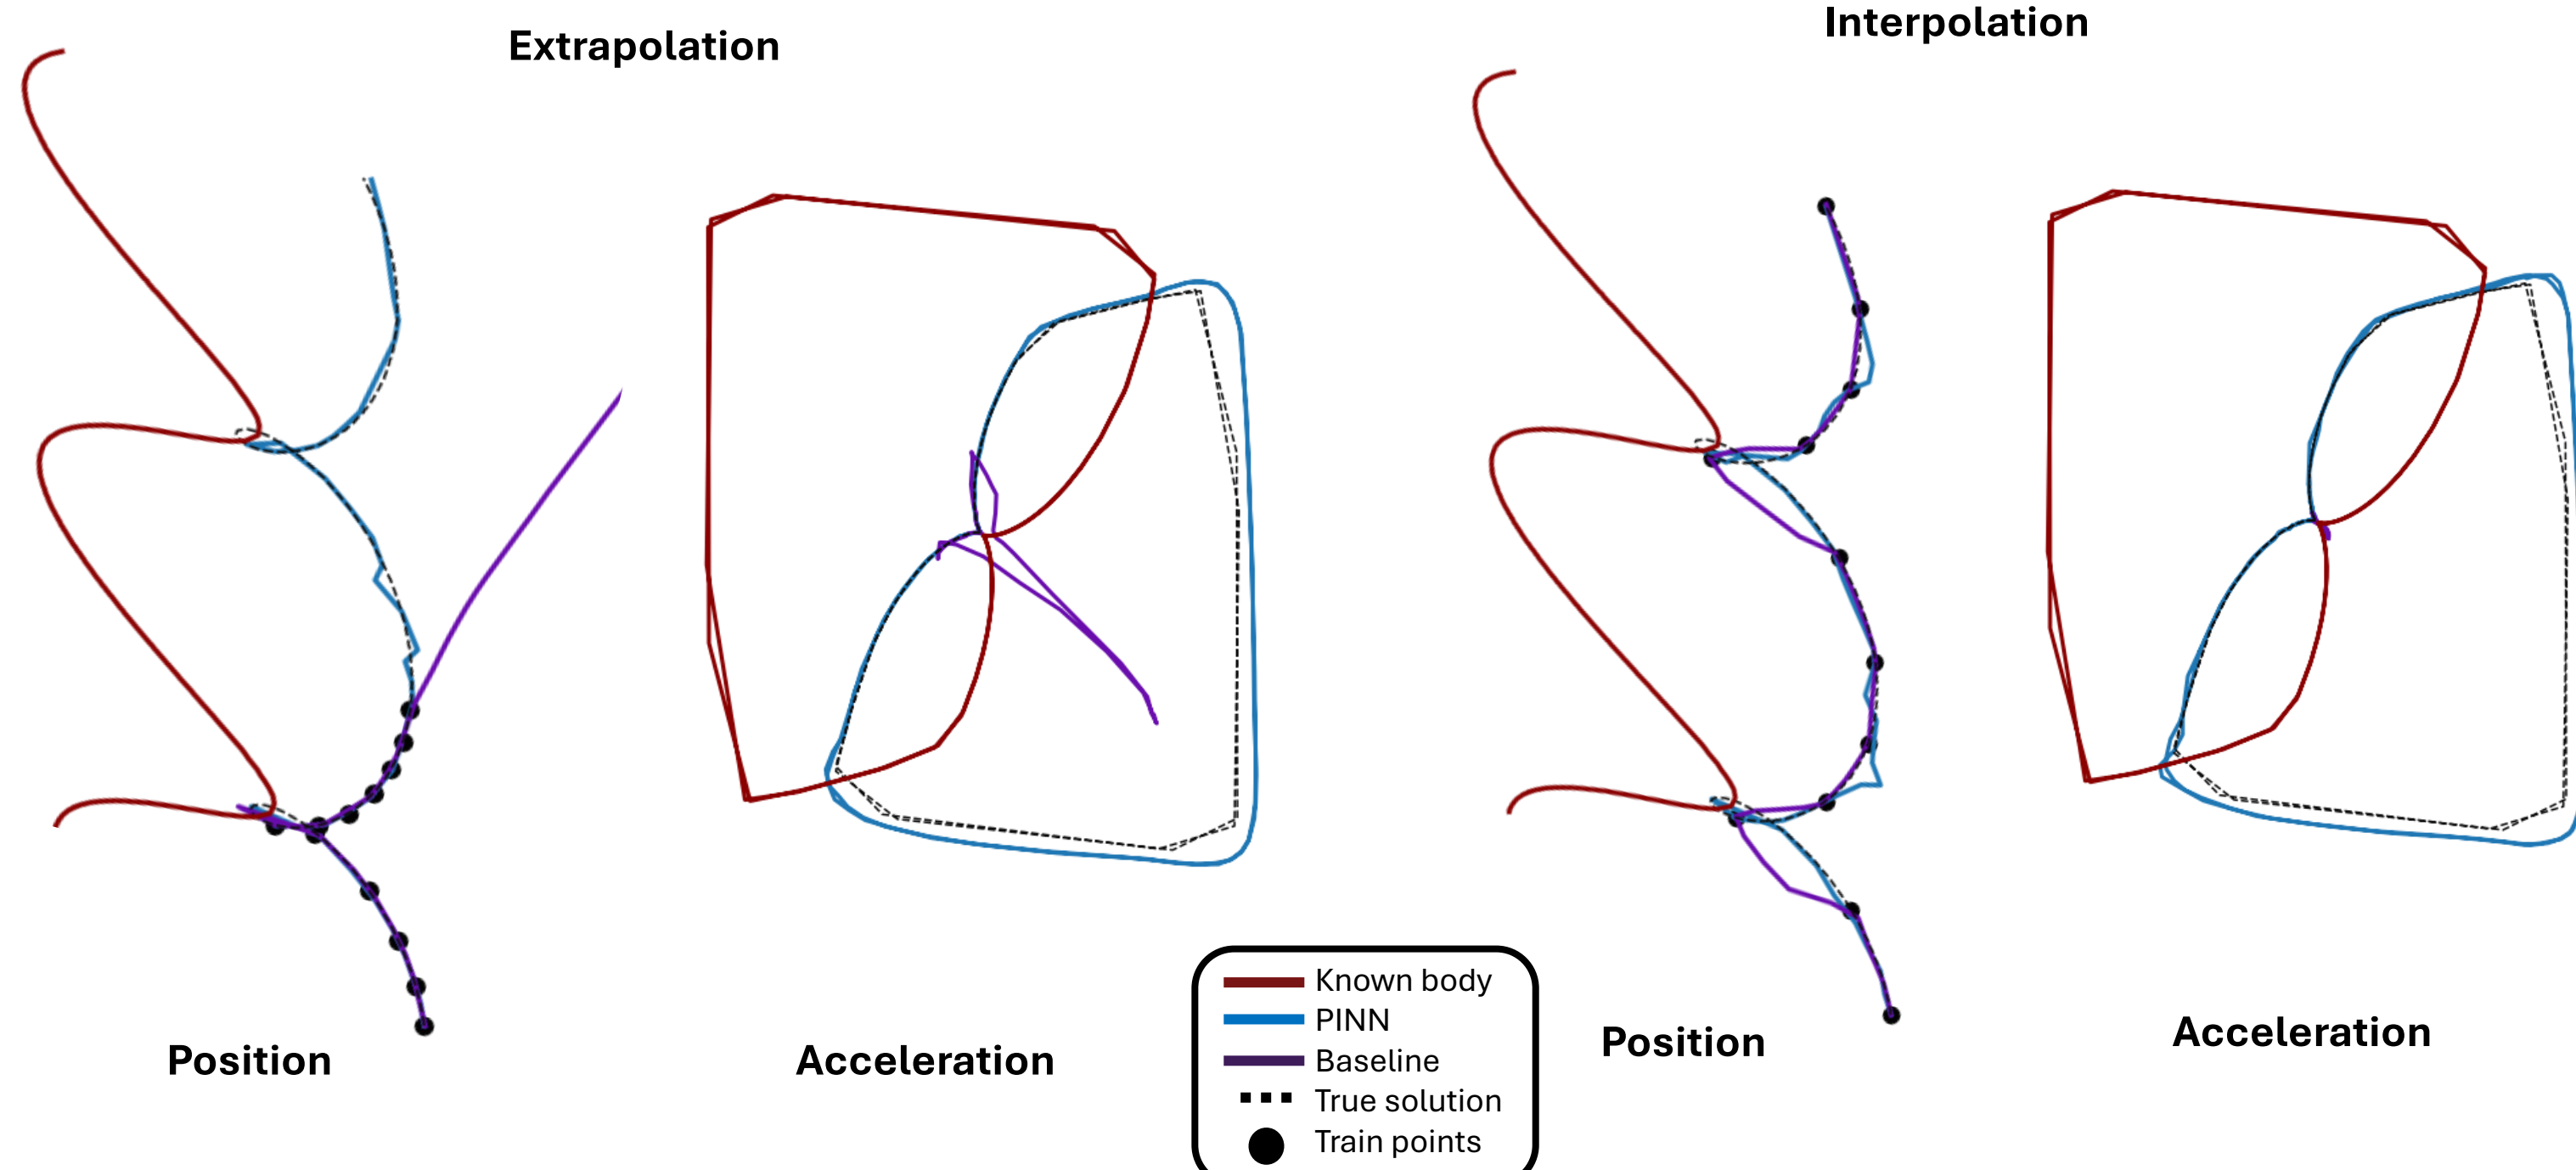 Extrapolation
Interpolation
Position
Acceleration
Known body
PINN
Baseline
True solution
Train points
Position
Acceleration